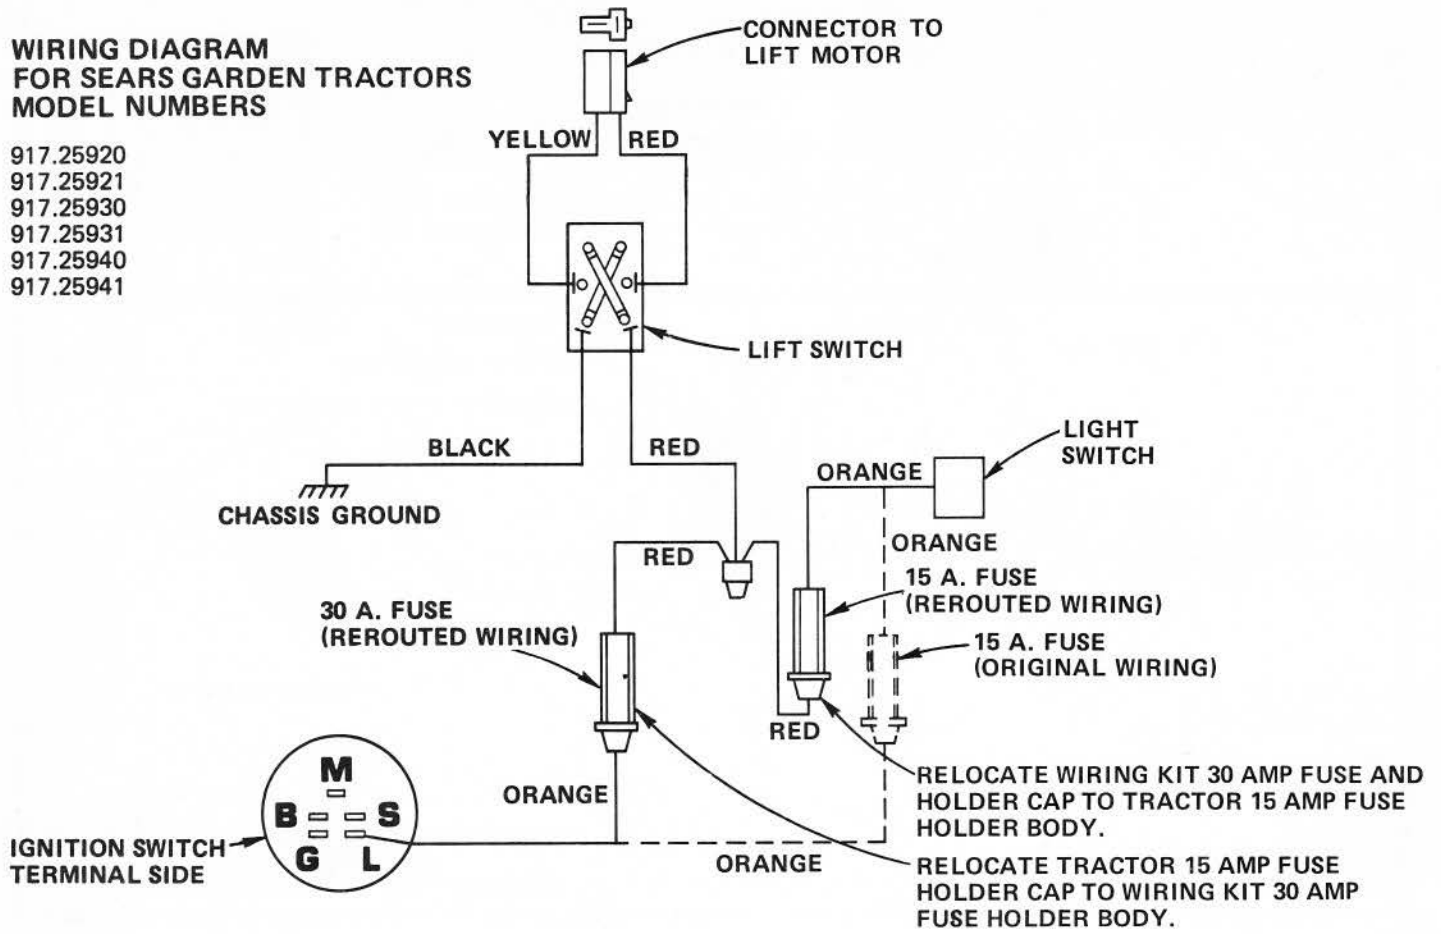 WIRING DIAGRAM
FOR SEARS GARDEN TRACTORS
MODEL NUMBERS
917.25920
917.25921
917.25930
917.25931
917.25940
917.25941
CONNECTOR TO
LIFT MOTOR
YELLOW
RED
LIFT SWITCH
BLACK
RED
CHASSIS GROUND
LIGHT
SWITCH
ORANGE
ORANGE
RED
15 A. FUSE
(REROUTED WIRING)
30 A. FUSE
(REROUTED WIRING)
15 A. FUSE
(ORIGINAL WIRING)
RED
ORANGE
M
B
S
G
L
IGNITION SWITCH
TERMINAL SIDE
ORANGE
RELOCATE WIRING KIT 30 AMP FUSE AND
HOLDER CAP TO TRACTOR 15 AMP FUSE
HOLDER BODY.
RELOCATE TRACTOR 15 AMP FUSE
HOLDER CAP TO WIRING KIT 30 AMP
FUSE HOLDER BODY.